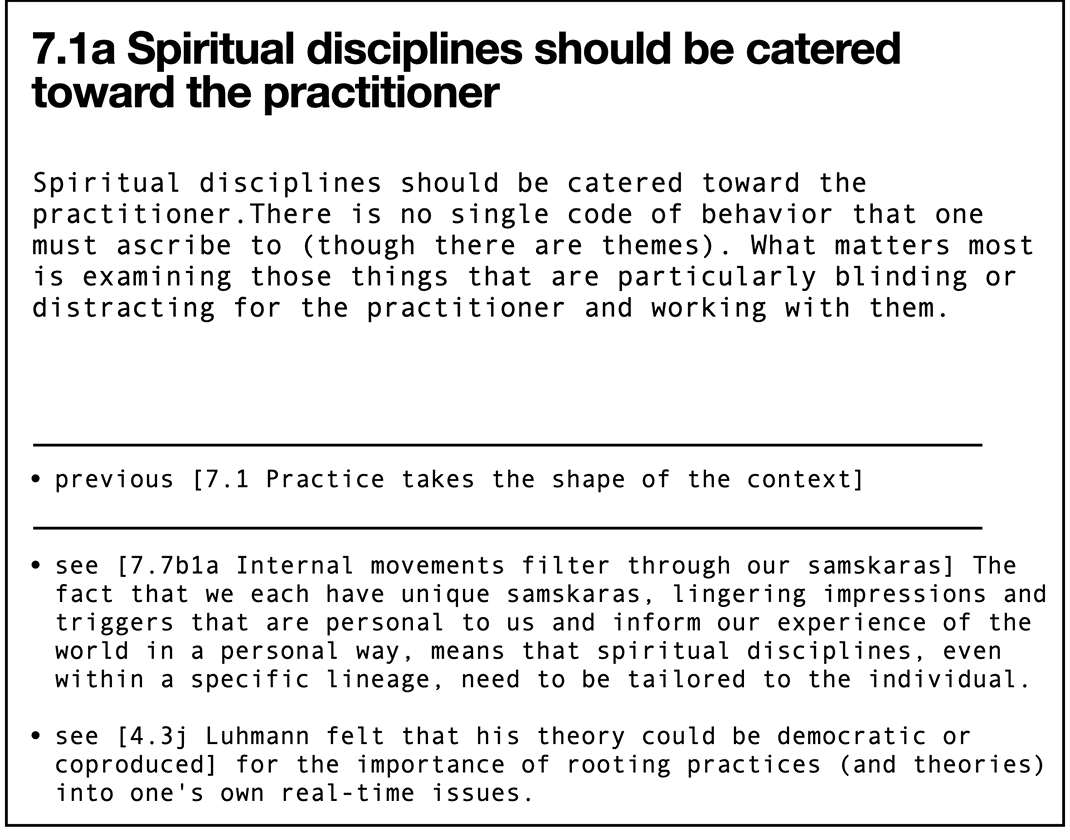 7.1a Spiritual disciplines should be catered
toward the practitioner
Spiritual disciplines should be catered toward the
practitioner.There is no single code of behavior that one
must ascribe to (though there are themes). What matters most
is examining those things that are particularly blinding or
distracting for the practitioner and working with them.
• previous [7.1 Practice takes the shape of the context]
• see [7.7b1a Internal movements filter through our samskaras] The
fact that we each have unique samskaras, lingering impressions and
triggers that are personal to us and inform our experience of the
world in a personal way, means that spiritual disciplines, even
within a specific lineage, need to be tailored to the individual.
• see [4.3j Luhmann felt that his theory could be democratic or
coproduced] for the importance of rooting practices (and theories)
into one's own real-time issues.